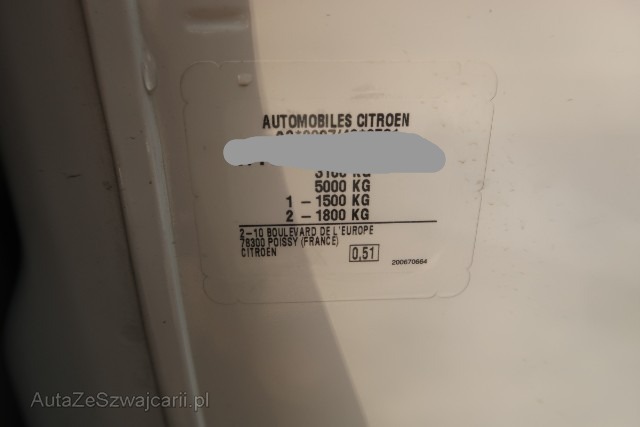 AUTOMOBILES CITROEN
3100 KG
5000 KG
1 - 1500 KG
2 - 1800 KG
2-10 BOULEVARD DE L'EUROPE
78300 POISSY (FRANCE)
CITROEN 0,51 200670664
AutaZeSzwajcarii.pl